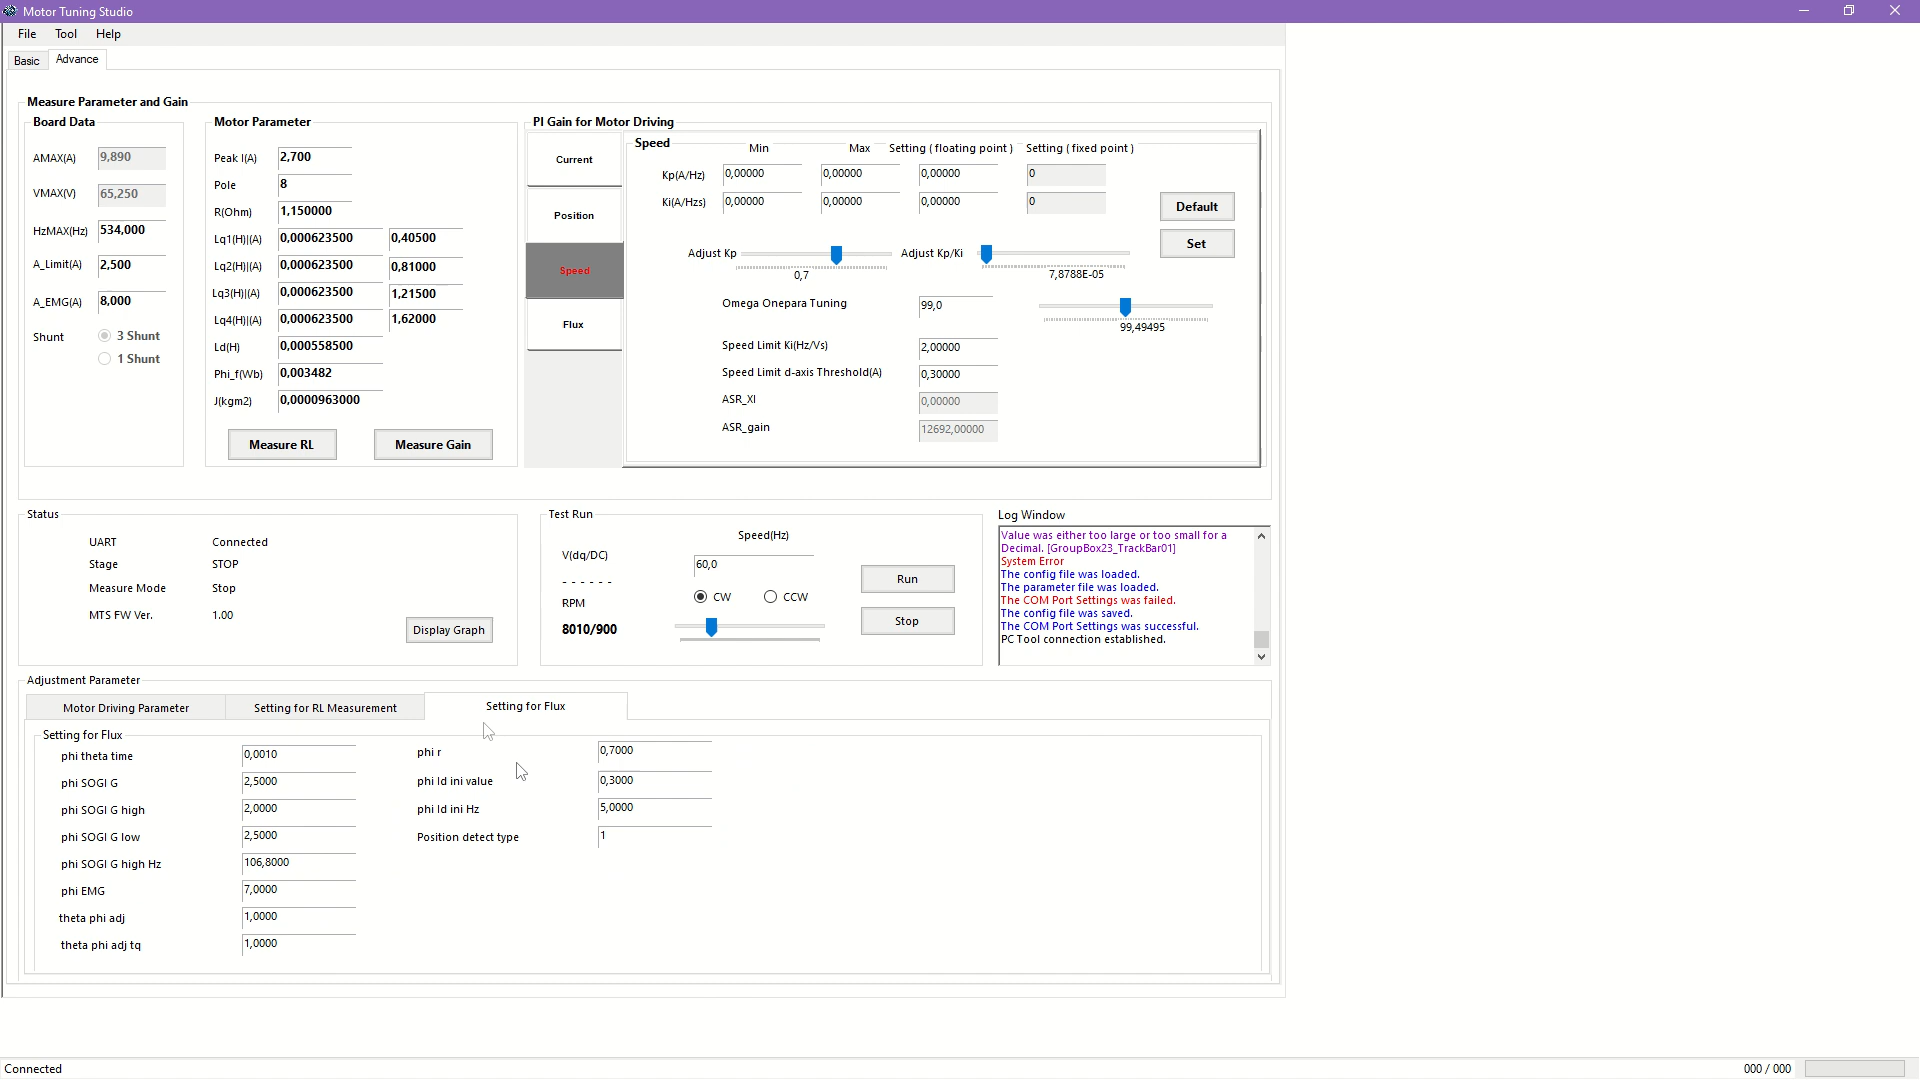 Motor Tuning Studio
File Tool Help
Basic Advance
Measure Parameter and Gain
Board Data
AMAX(A) 9,890
VMAX(V) 65,250
HzMAX(Hz) 534,000
A_Limit(A) 2,500
A_EMG(A) 8,000
Shunt 3 Shunt
1 Shunt
Motor Parameter
Peak I(A) 2,700
Pole 8
R(Ohm) 1,150000
Lq1(H)|(A) 0,000623500 0,40500
Lq2(H)|(A) 0,000623500 0,81000
Lq3(H)|(A) 0,000623500 1,21500
Lq4(H)|(A) 0,000623500 1,62000
Ld(H) 0,000558500
Phi_f(Wb) 0,003482
J(kgm2) 0,0000963000
Measure RL Measure Gain
PI Gain for Motor Driving
Current
Position
Speed
Flux
Speed
Min Max Setting ( floating point ) Setting ( fixed point )
Kp(A/Hz) 0,00000 0,00000 0,00000 0
Ki(A/Hzs) 0,00000 0,00000 0,00000 0
Default
Set
Adjust Kp 0,7 Adjust Kp/Ki 7,8788E-05
Omega Onepara Tuning 99,0 99,49495
Speed Limit Ki(Hz/Vs) 2,00000
Speed Limit d-axis Threshold(A) 0,30000
ASR_XI 0,00000
ASR_gain 12692,00000
Status
UART Connected
Stage STOP
Measure Mode Stop
MTS FW Ver. 1.00
Display Graph
Test Run
Speed(Hz)
V(dq/DC) 60,0
- - - - - -
RPM CW CCW
8010/900
Run
Stop
Log Window
Value was either too large or too small for a
Decimal. [GroupBox23_TrackBar01]
System Error
The config file was loaded.
The parameter file was loaded.
The COM Port Settings was failed.
The config file was saved.
The COM Port Settings was successful.
PC Tool connection established.
Adjustment Parameter
Motor Driving Parameter Setting for RL Measurement Setting for Flux
Setting for Flux
phi theta time 0,0010
phi SOGI G 2,5000
phi SOGI G high 2,0000
phi SOGI G low 2,5000
phi SOGI G high Hz 106,8000
phi EMG 7,0000
theta phi adj 1,0000
theta phi adj tq 1,0000
phi r 0,7000
phi Id ini value 0,3000
phi Id ini Hz 5,0000
Position detect type 1
Connected 000 / 000